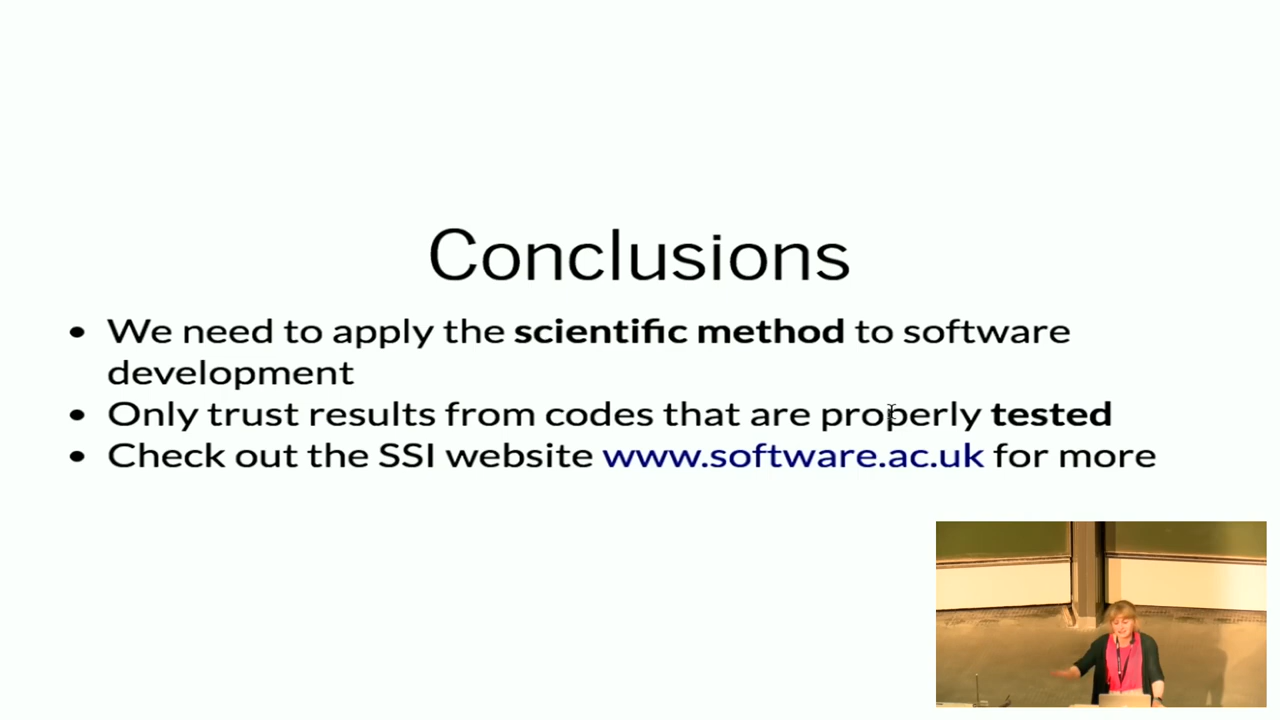 Conclusions
• We need to apply the scientific method to software
development
• Only trust results from codes that are properly tested
• Check out the SSI website www.software.ac.uk for more